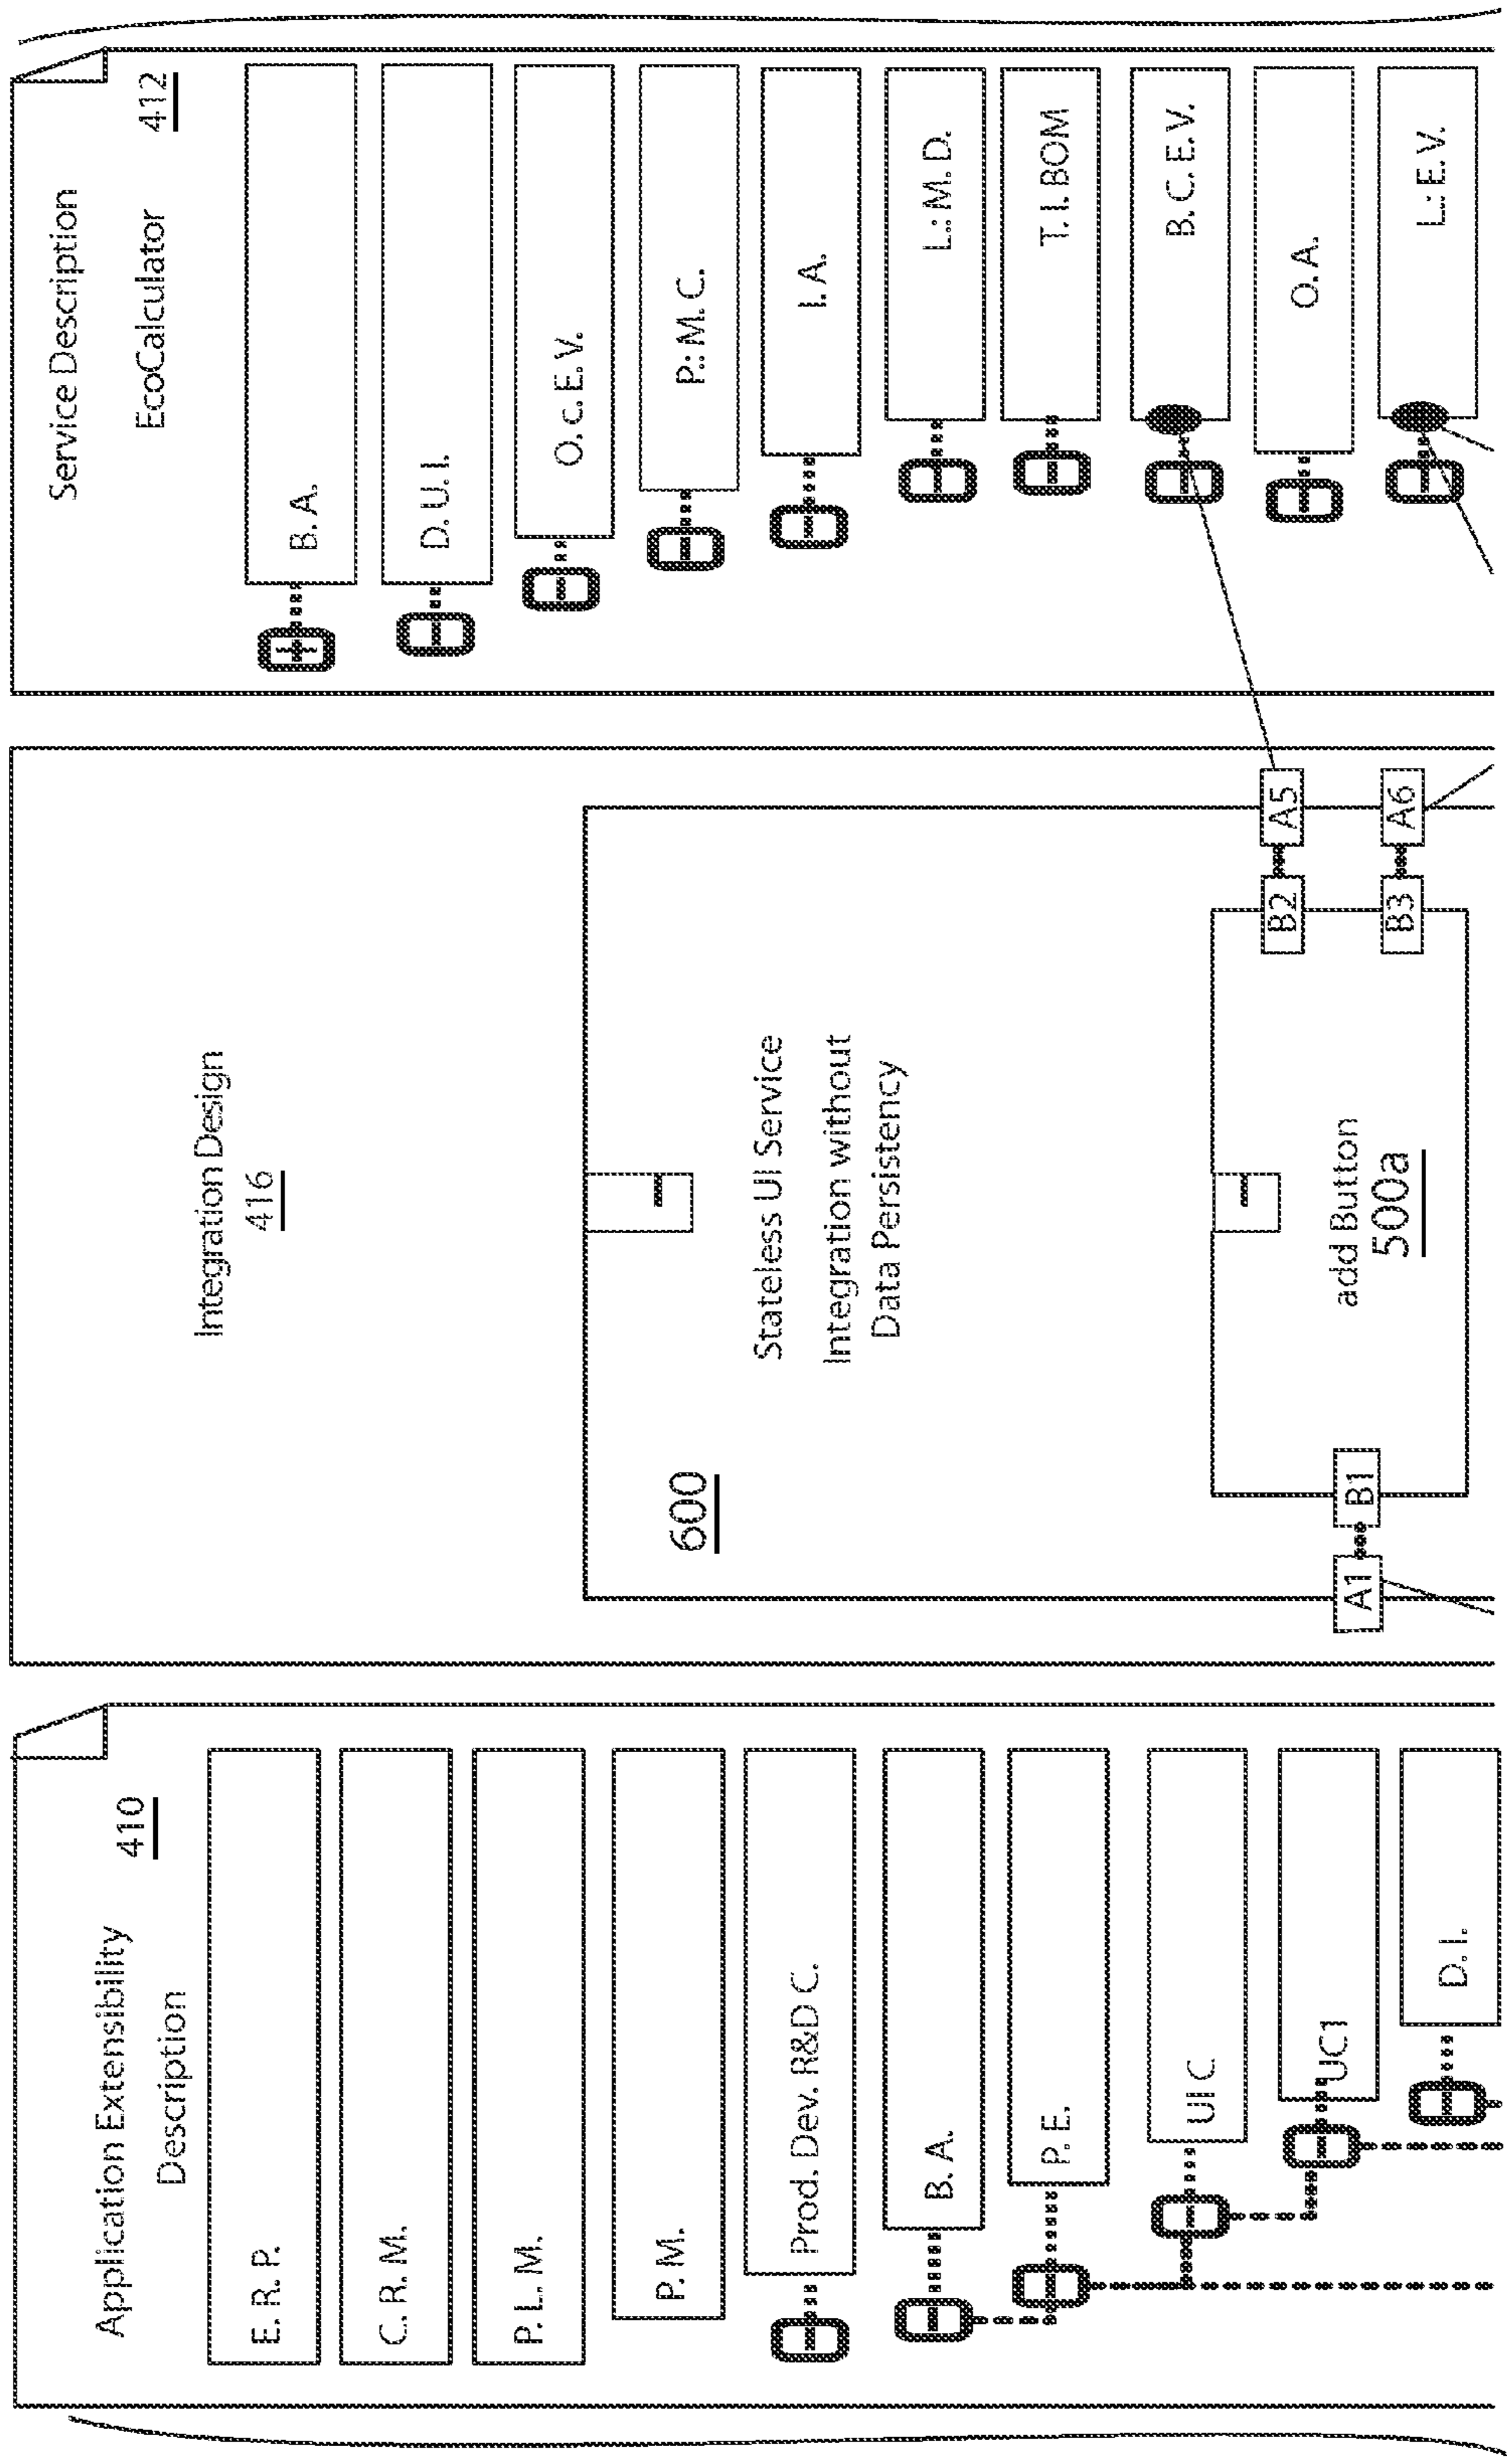 Application Extensibility
Description
410
E. R. P.
C. R. M.
P. L. M.
P. M.
Prod. Dev. R&D C.
B. A.
P. E.
UI C.
UC1
D. I.
Integration Design
416
600
Stateless UI Service
Integration without
Data Persistency
add Button
500a
A1
B1
B2
A5
B3
A6
Service Description
EcoCalculator
412
B. A.
D. U. I.
O. c. E. V.
P.: M. C.
I. A.
L.: M. D.
T. I. BOM
B. C. E. V.
O. A.
L.: E. V.